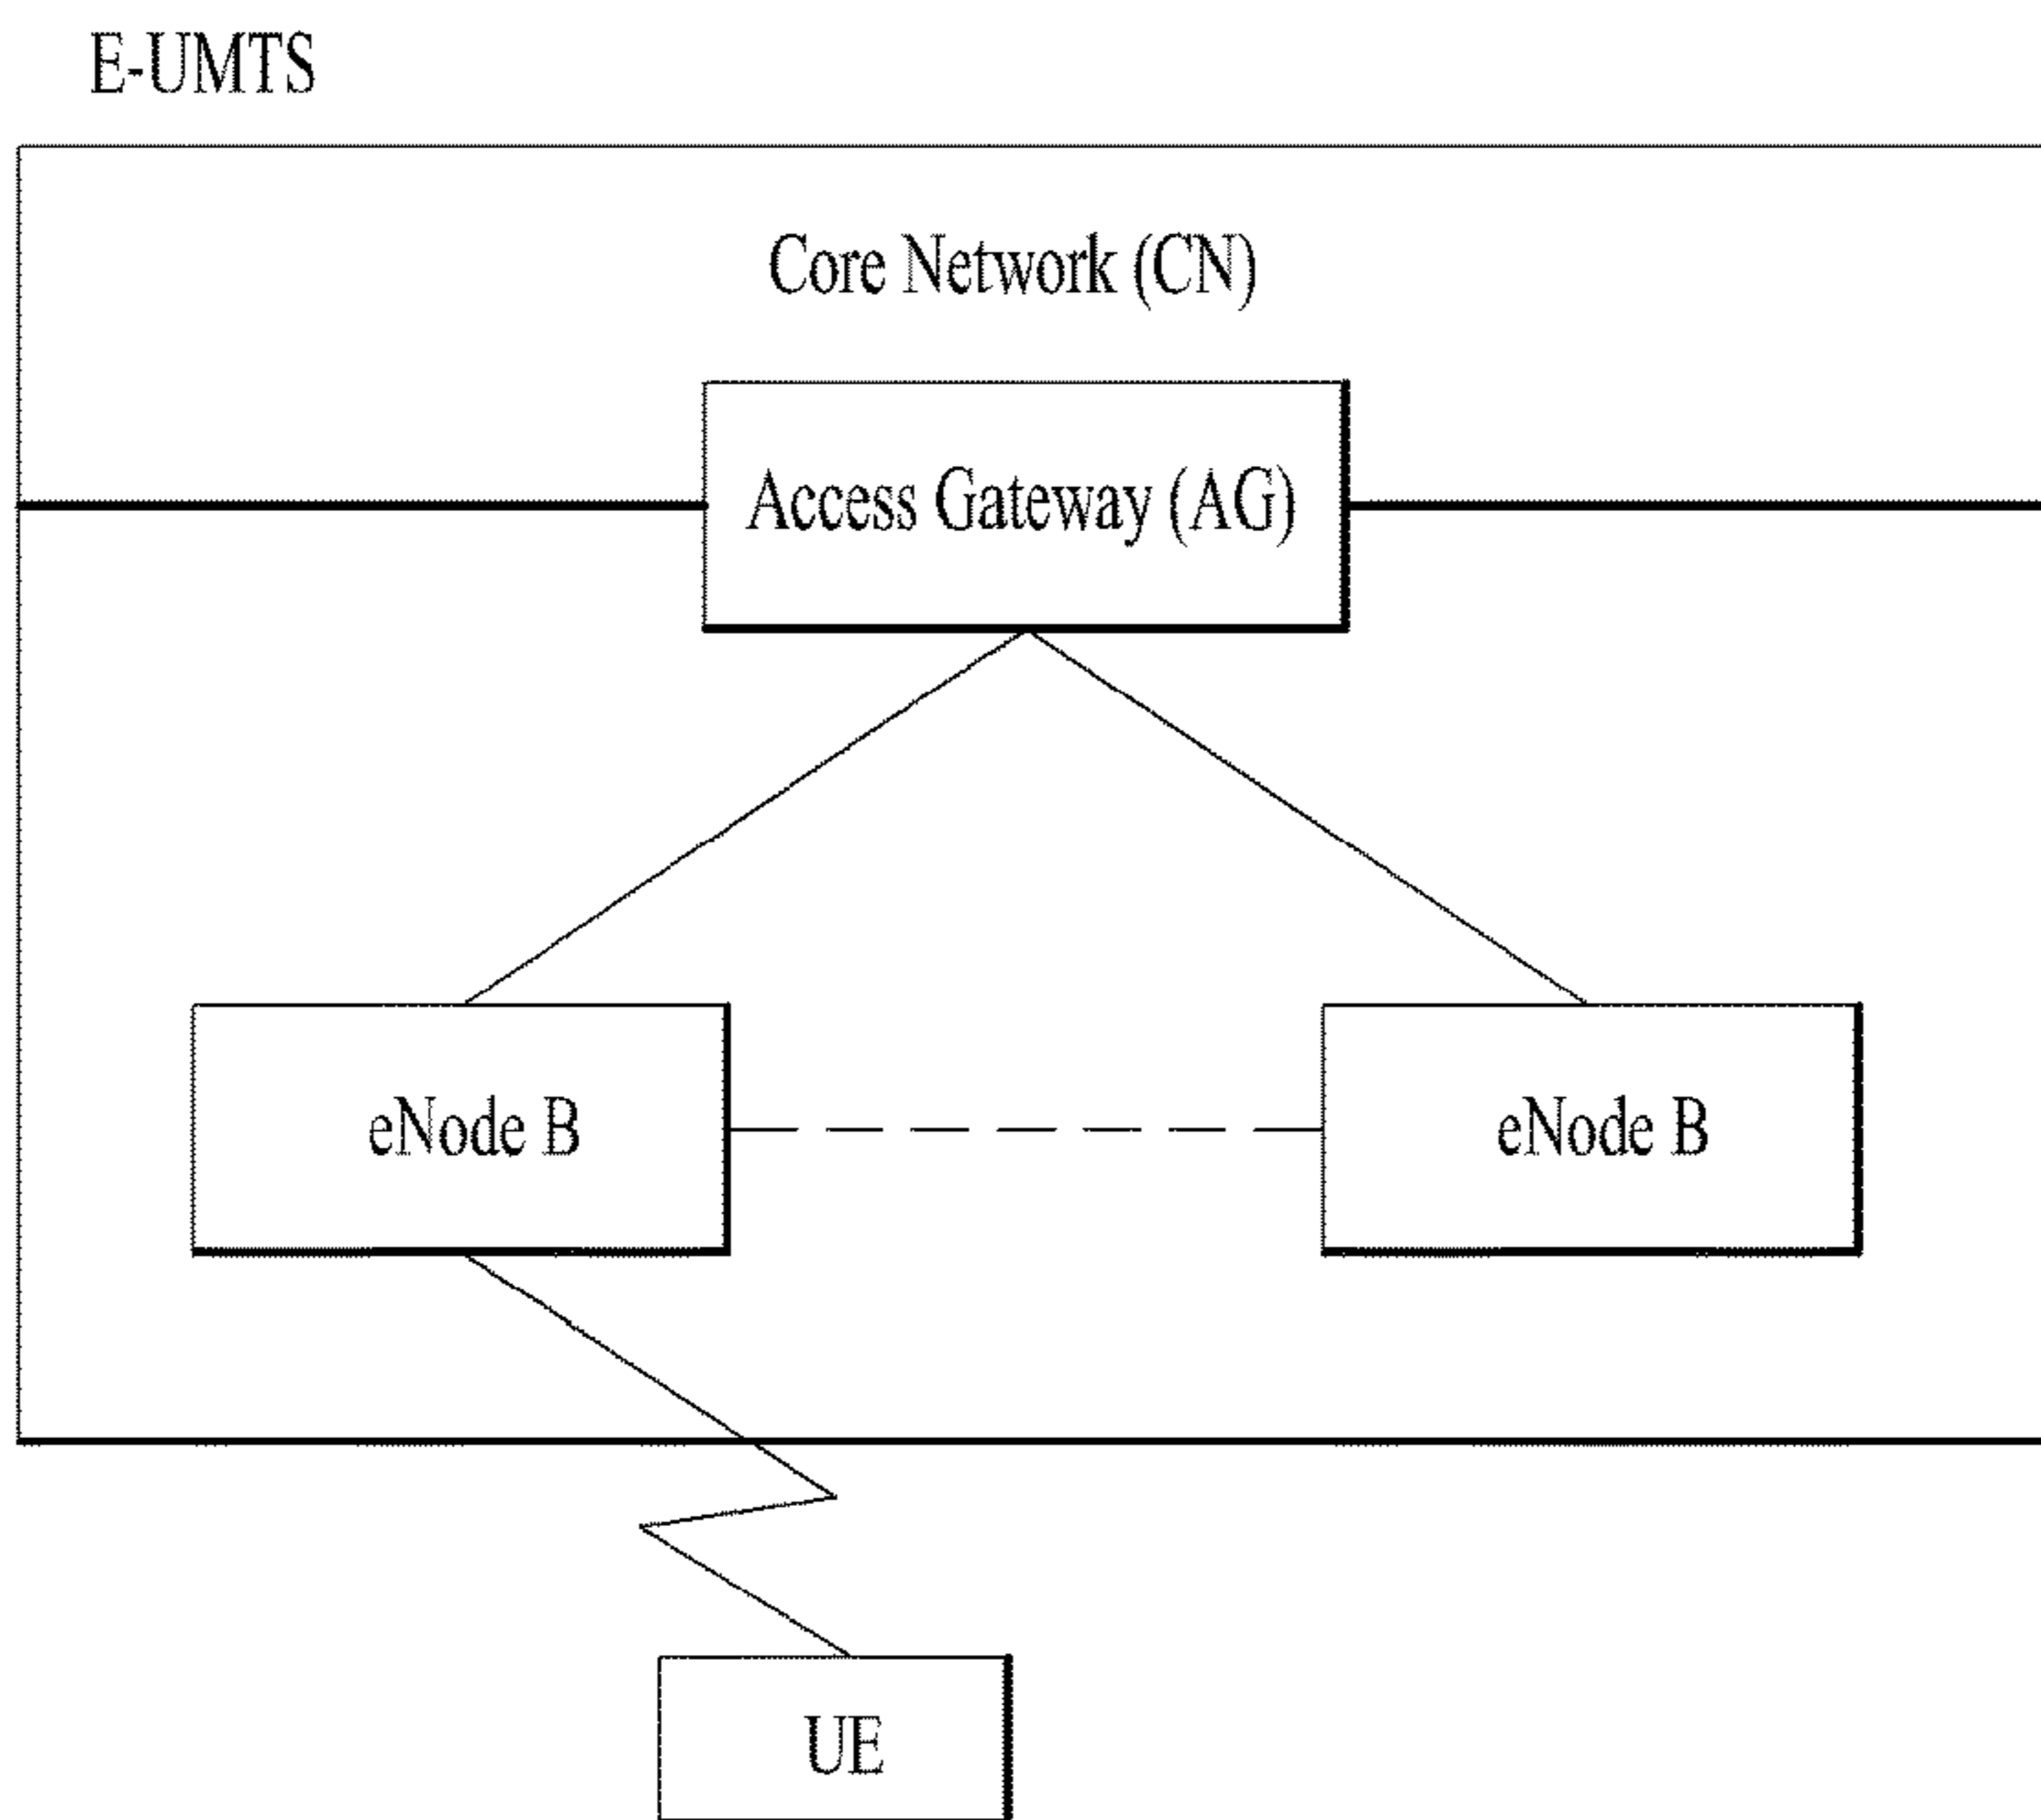 E-UMTS
Core Network (CN)
Access Gateway (AG)
eNode B
eNode B
UE